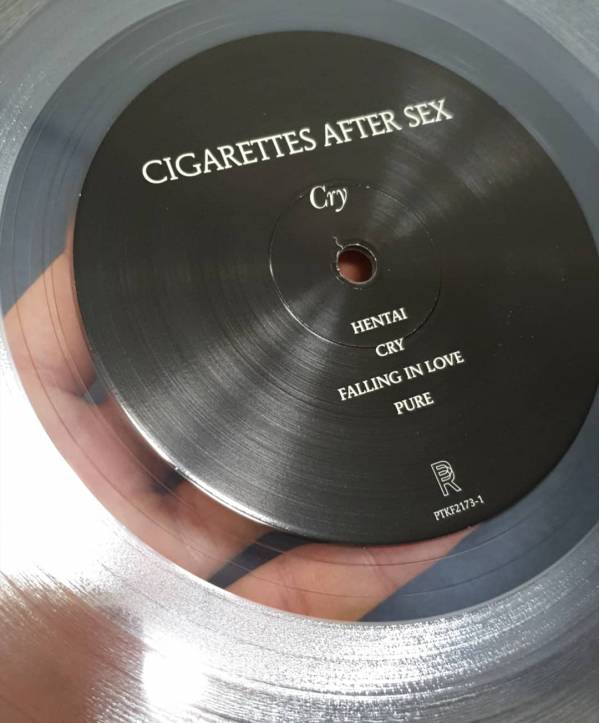 CIGARETTES AFTER SEX
Cry
HENTAI
CRY
FALLING IN LOVE
PURE
PTKF2173-1